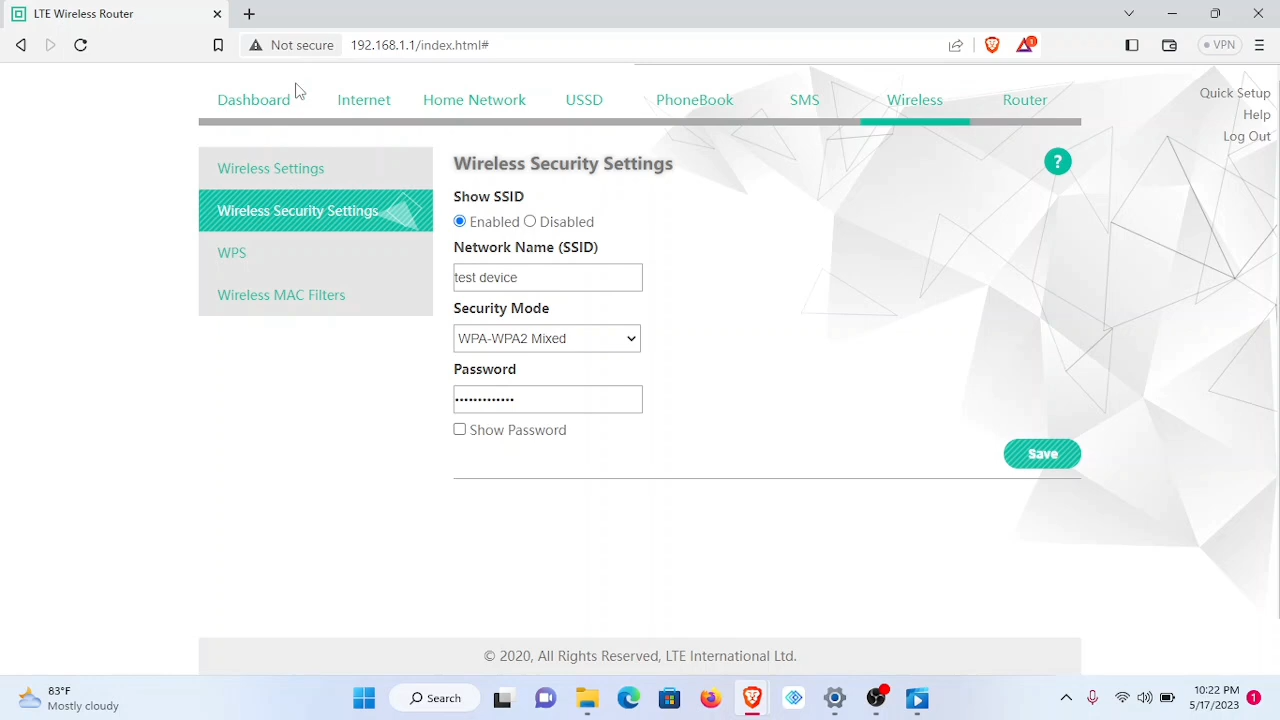 LTE Wireless Router
Not secure 192.168.1.1/index.html# 1 VPN
Dashboard Internet Home Network USSD PhoneBook SMS Wireless Router
Quick Setup
Help
Log Out
Wireless Settings
Wireless Security Settings
WPS
Wireless MAC Filters
Wireless Security Settings ?
Show SSID
Enabled Disabled
Network Name (SSID)
test device
Security Mode
WPA-WPA2 Mixed
Password
•••••••••••••
Show Password
Save
© 2020, All Rights Reserved, LTE International Ltd.
83°F
Mostly cloudy
Search
10:22 PM
5/17/2023
1